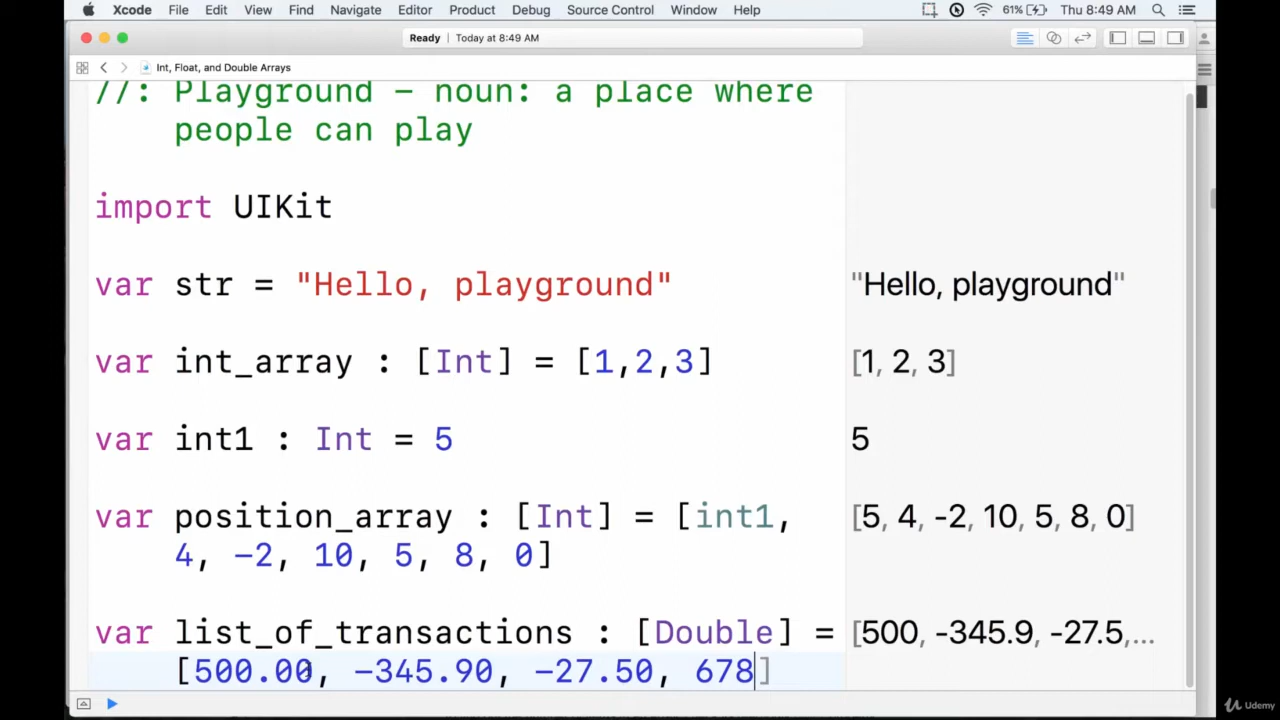 Xcode File Edit View Find Navigate Editor Product Debug Source Control Window Help 61% Thu 8:49 AM
Ready | Today at 8:49 AM
Int, Float, and Double Arrays
//: Playground – noun: a place where
people can play
import UIKit
var str = "Hello, playground" "Hello, playground"
var int_array : [Int] = [1,2,3] [1, 2, 3]
var int1 : Int = 5 5
var position_array : [Int] = [int1, [5, 4, -2, 10, 5, 8, 0]
4, –2, 10, 5, 8, 0]
var list_of_transactions : [Double] = [500, -345.9, -27.5,...
[500.00, –345.90, –27.50, 678]
Udemy